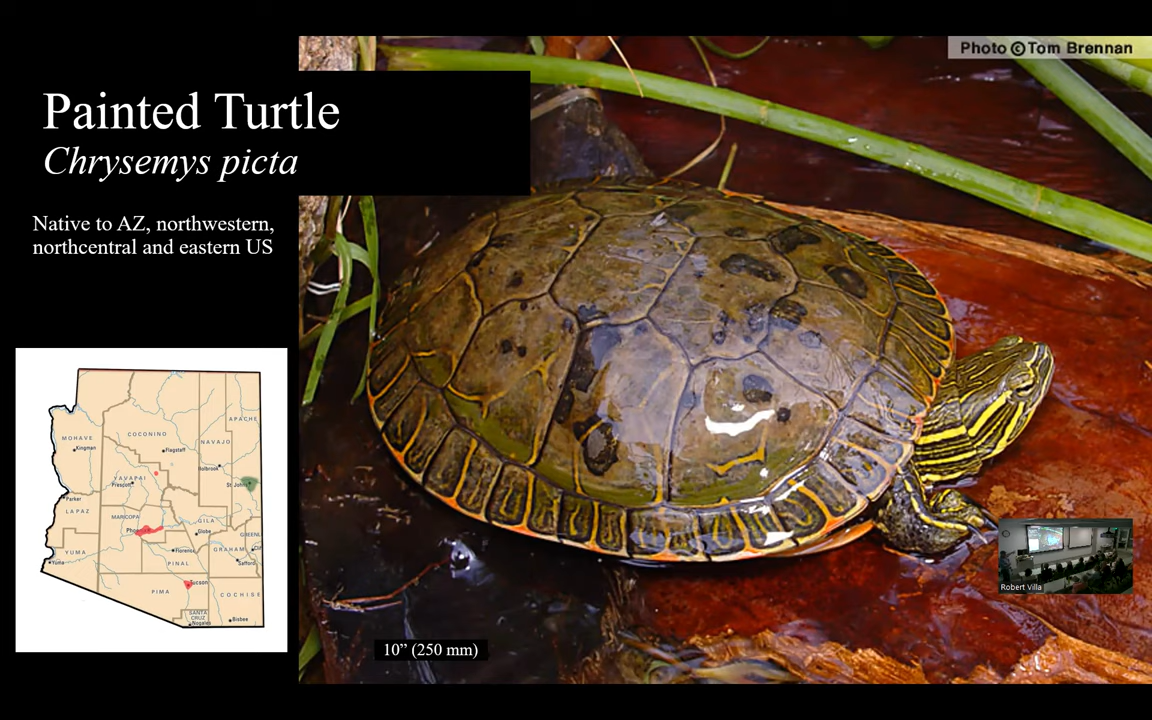 Photo © Tom Brennan
Painted Turtle
Chrysemys picta
Native to AZ, northwestern,
northcentral and eastern US
APACHE
MOHAVE
COCONINO
NAVAJO
Kingman
Flagstaff
Holbrook
YAVAPAI
Prescott
St Johns
Parker
LA PAZ
MARICOPA
GILA
Globe
GREENL
YUMA
Florence
GRAHAM
Safford
Yuma
PINAL
PIMA
Tucson
COCHISE
SANTA
CRUZ
Nogales
Bisbee
10” (250 mm)
Robert Villa